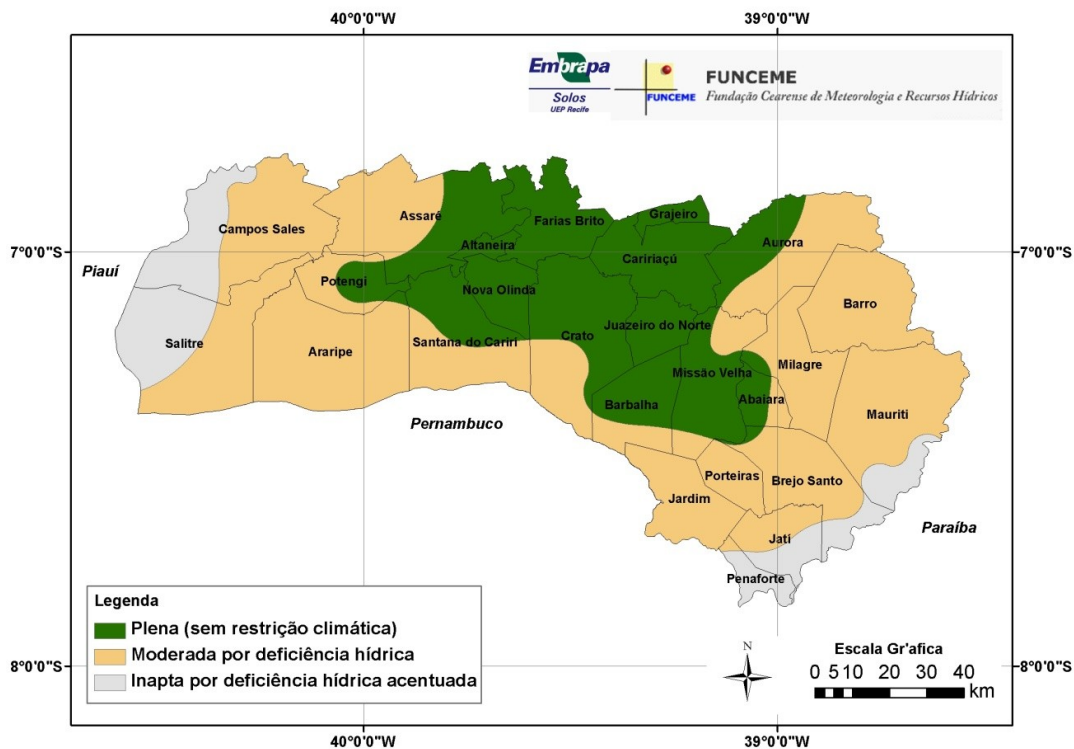 40°0'0"W
39°0'0"W
Embrapa
Solos
UEP Recife
FUNCEME
FUNCEME
Fundação Cearense de Meteorologia e Recursos Hídricos
Assaré
Farias Brito
Grajeiro
Campos Sales
Altaneira
Aurora
7°0'0"S
7°0'0"S
Piauí
Caririaçú
Potengi
Nova Olinda
Barro
Juazeiro do Norte
Salitre
Araripe
Santana do Cariri
Crato
Milagre
Missão Velha
Barbalha
Abaiara
Mauriti
Pernambuco
Porteiras
Brejo Santo
Jardim
Paraíba
Jati
Penaforte
Legenda
Plena (sem restrição climática)
Moderada por deficiência hídrica
Inapta por deficiência hídrica acentuada
N
Escala Gr'afica
0 5 10 20 30 40
km
8°0'0"S
8°0'0"S
40°0'0"W
39°0'0"W